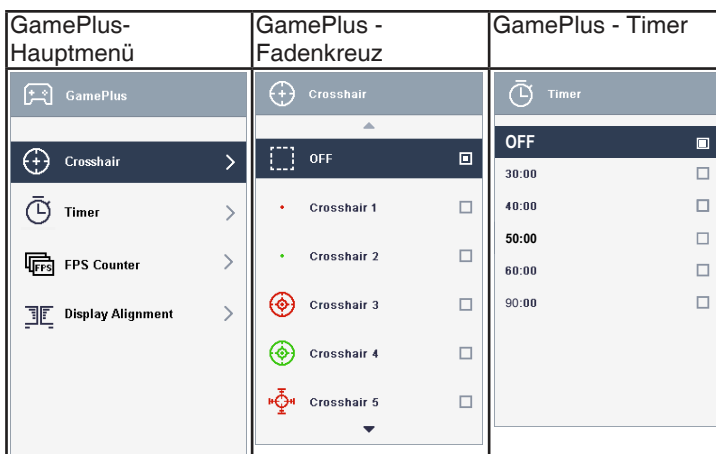 GamePlus-
Hauptmenü
GamePlus -
Fadenkreuz
GamePlus - Timer
GamePlus
Crosshair
Timer
FPS
FPS Counter
Display Alignment
Crosshair
OFF
Crosshair 1
Crosshair 2
Crosshair 3
Crosshair 4
Crosshair 5
Timer
OFF
30:00
40:00
50:00
60:00
90:00